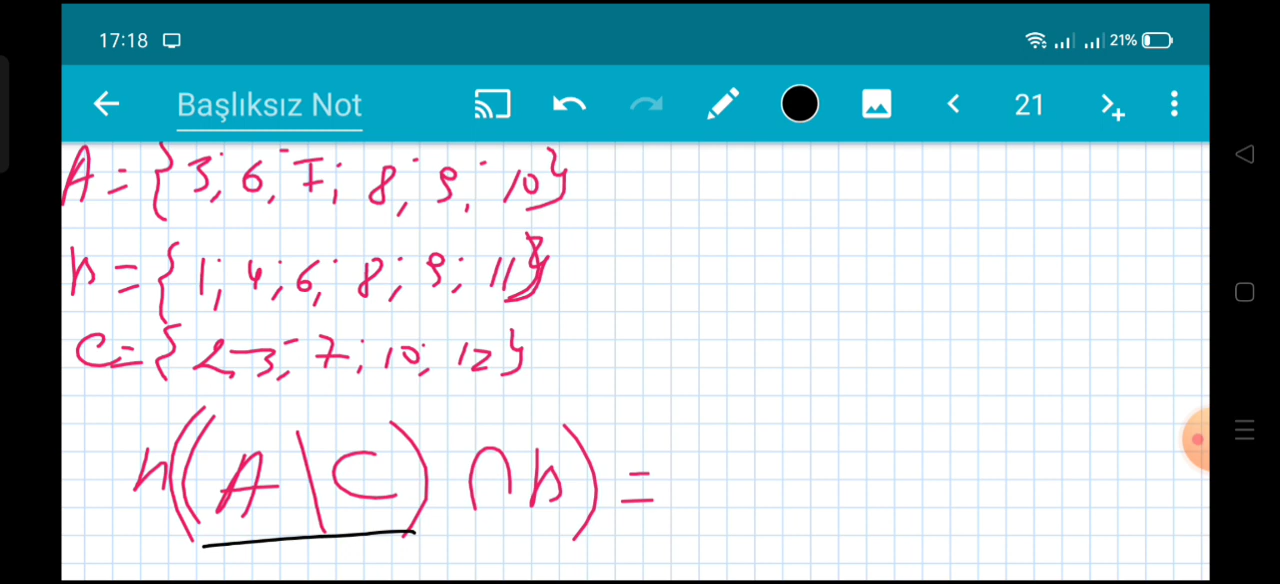 17:18 21%
Başlıksız Not 21
A = {3; 6; 7; 8; 9; 10}
B = {1; 4; 6; 8; 9; 11}
C = {2; 3; 7; 10; 12}
n((A\C)∩B) =